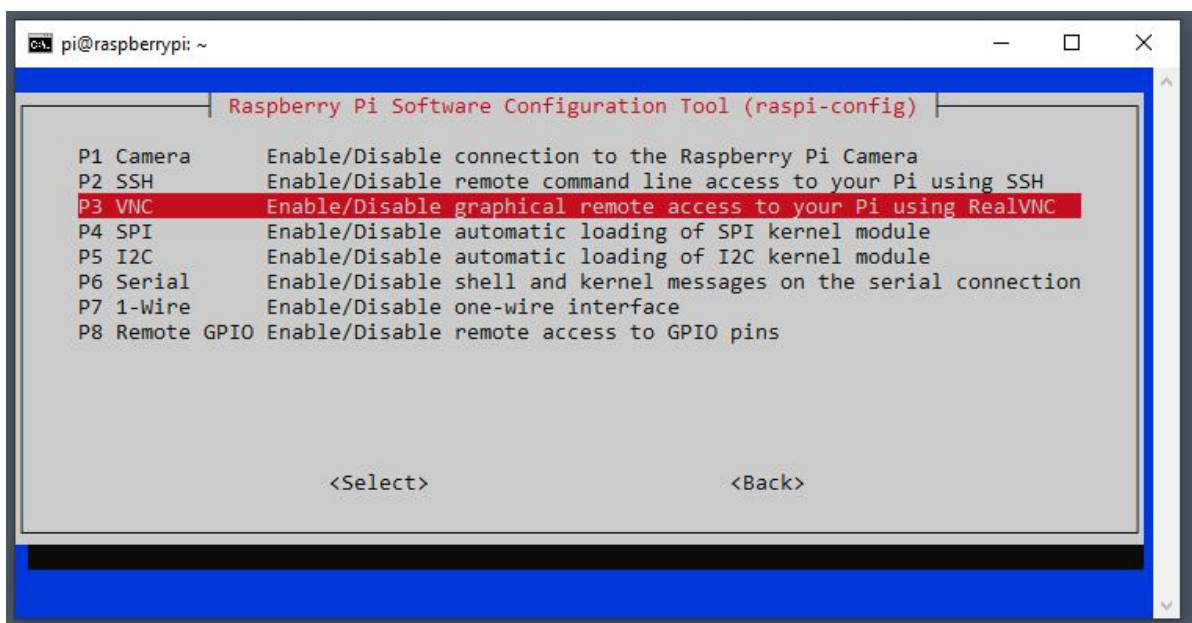 pi@raspberrypi: ~
Raspberry Pi Software Configuration Tool (raspi-config)
P1 Camera Enable/Disable connection to the Raspberry Pi Camera
P2 SSH Enable/Disable remote command line access to your Pi using SSH
P3 VNC Enable/Disable graphical remote access to your Pi using RealVNC
P4 SPI Enable/Disable automatic loading of SPI kernel module
P5 I2C Enable/Disable automatic loading of I2C kernel module
P6 Serial Enable/Disable shell and kernel messages on the serial connection
P7 1-Wire Enable/Disable one-wire interface
P8 Remote GPIO Enable/Disable remote access to GPIO pins
<Select> <Back>